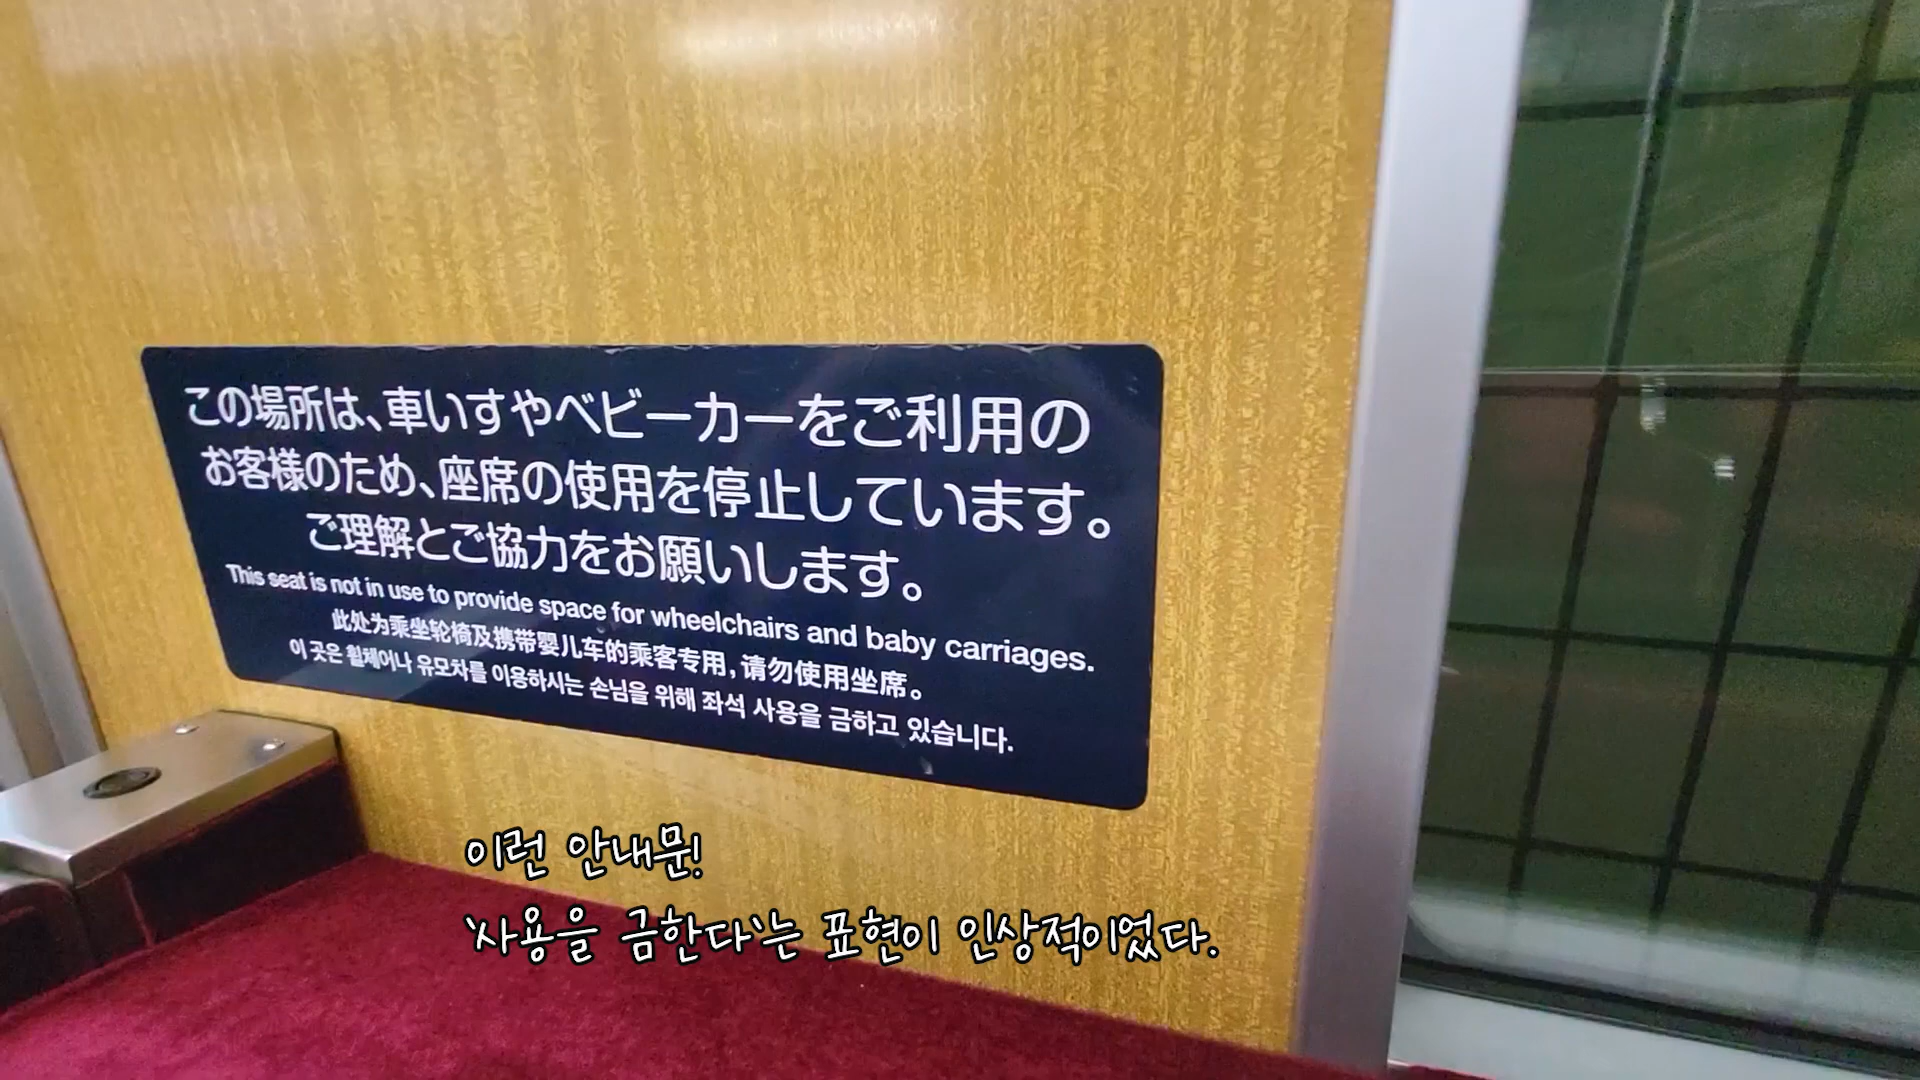 この場所は、車いすやベビーカーをご利用の
お客様のため、座席の使用を停止しています。
ご理解とご協力をお願いします。
This seat is not in use to provide space for wheelchairs and baby carriages.
此处为乘坐轮椅及携带婴儿车的乘客专用,请勿使用坐席。
이 곳은 휠체어나 유모차를 이용하시는 손님을 위해 좌석 사용을 금하고 있습니다.
이런 안내문!
'사용을 금한다'는 표현이 인상적이었다.